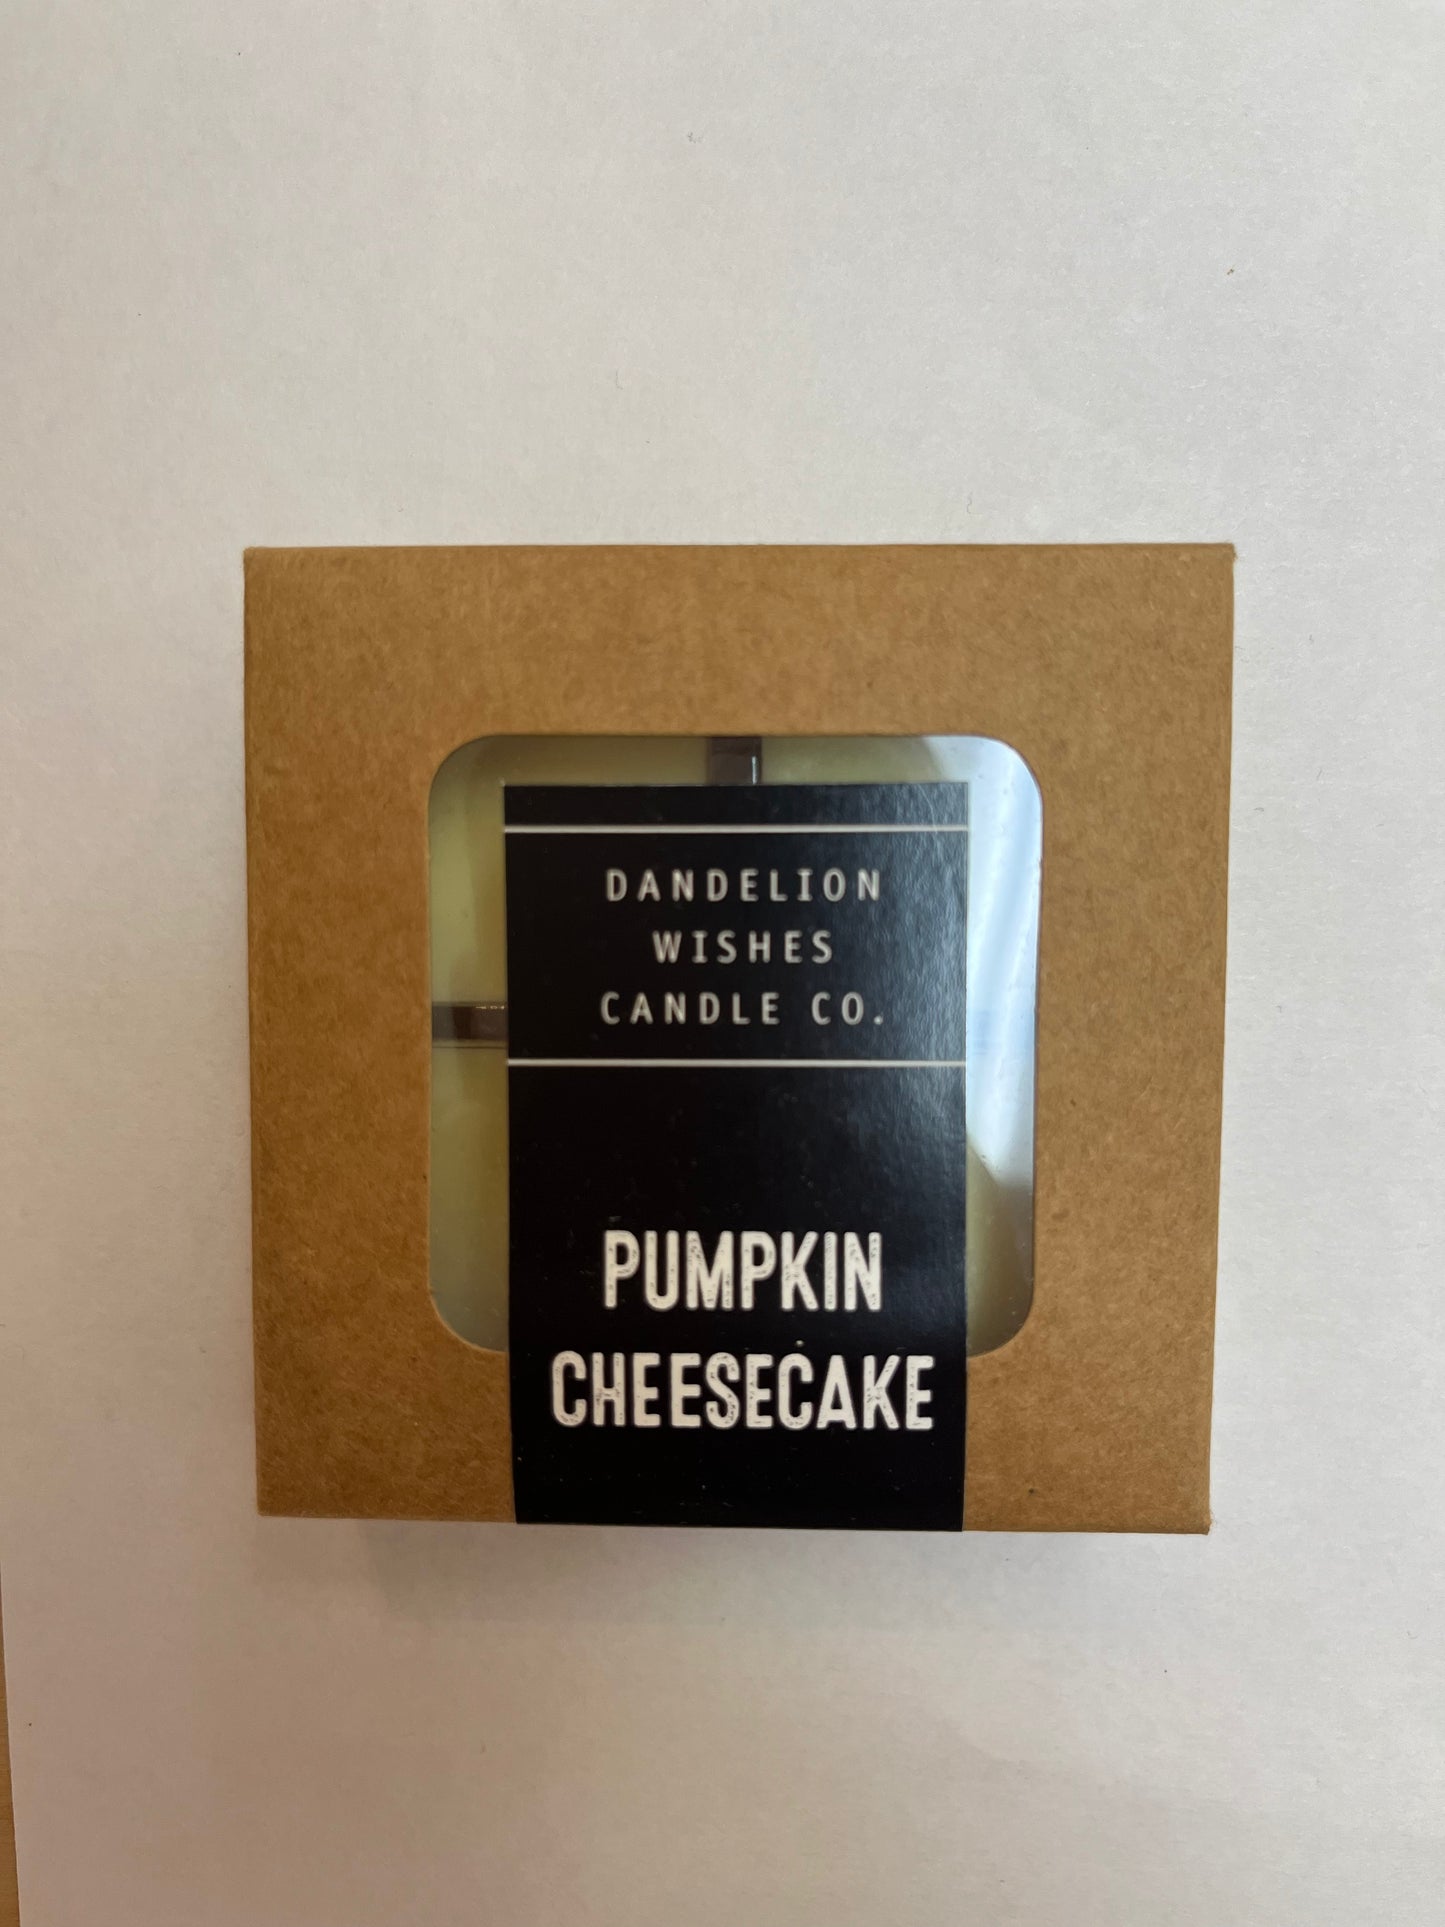 DANDELION
WISHES
CANDLE CO.
PUMPKIN
CHEESECAKE